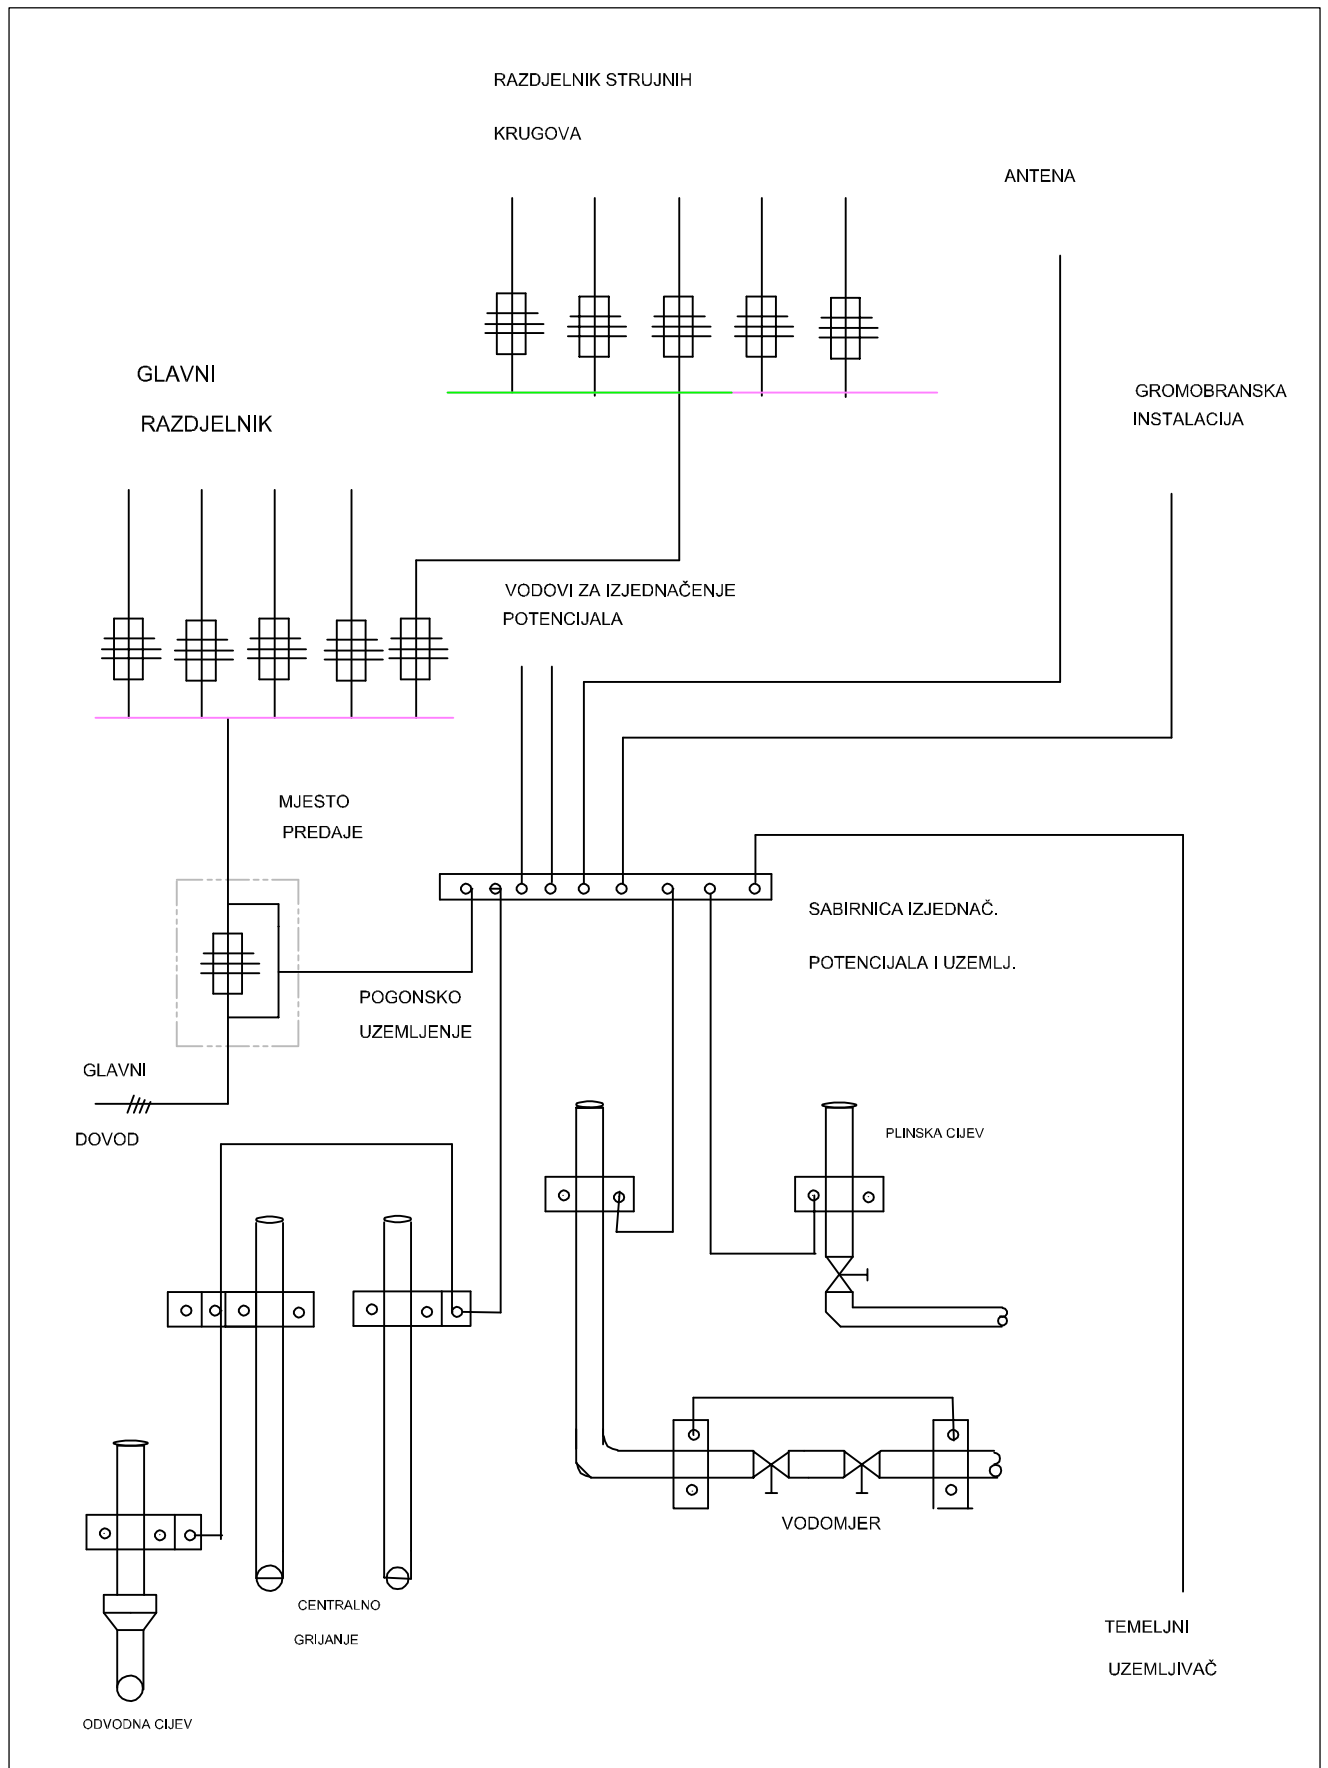 RAZDJELNIK STRUJNIH
KRUGOVA
ANTENA
GLAVNI
RAZDJELNIK
GROMOBRANSKA
INSTALACIJA
VODOVI ZA IZJEDNAČENJE
POTENCIJALA
MJESTO
PREDAJE
SABIRNICA IZJEDNAČ.
POTENCIJALA I UZEMLJ.
POGONSKO
UZEMLJENJE
GLAVNI
DOVOD
PLINSKA CIJEV
VODOMJER
CENTRALNO
GRIJANJE
TEMELJNI
UZEMLJIVAČ
ODVODNA CIJEV